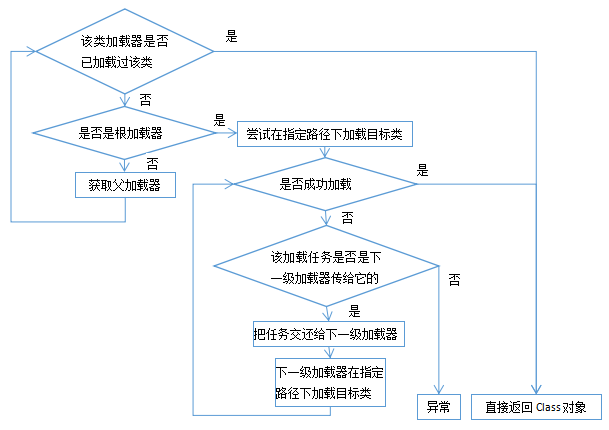 该类加载器是否
已加载过该类
是
否
是否是根加载器
是
尝试在指定路径下加载目标类
否
获取父加载器
是否成功加载
是
否
该加载任务是否是下
一级加载器传给它的
否
是
把任务交还给下一级加载器
下一级加载器在指定
路径下加载目标类
异常
直接返回 Class 对象